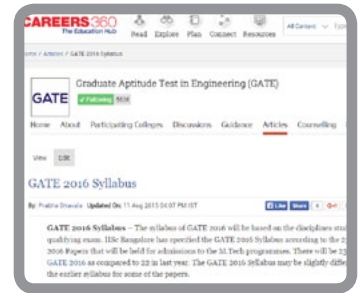 CAREERS360
The Education Hub
Read Explore Plan Connect Resources
All Careers
Home / Articles / GATE 2016 Syllabus
GATE
Graduate Aptitude Test in Engineering (GATE)
Following
Home About Participating Colleges Discussions Guidance Articles Counselling
View Edit
GATE 2016 Syllabus
By Updated On: 11 Aug 2015 04:07 PM IST
Like Share
GATE 2016 Syllabus – The syllabus of GATE 2016 will be based on the disciplines
qualifying exam. IISc Bangalore has specified the GATE 2016 Syllabus according to the
2016 Papers that will be held for admissions to the M.Tech programmes. There will be 23
GATE 2016 as compared to 22 in last year. The GATE 2016 Syllabus may be slightly
the earlier syllabus for some of the papers.